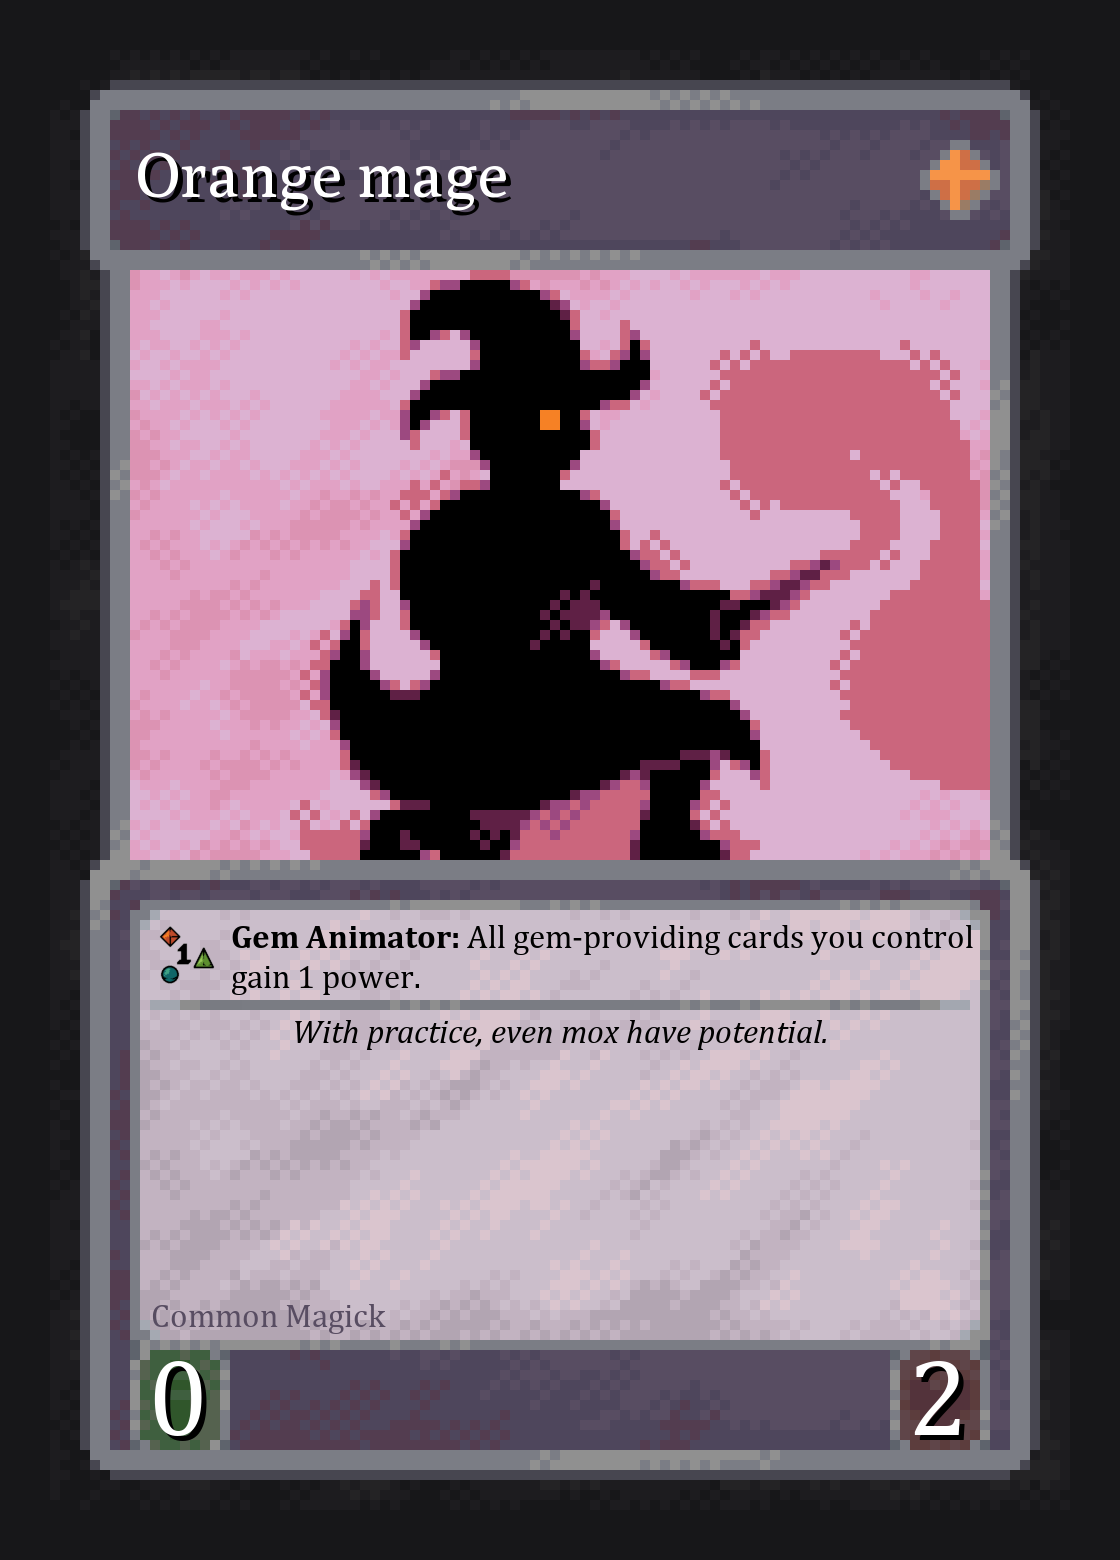 Orange mage
1 Gem Animator: All gem-providing cards you control
gain 1 power.
With practice, even mox have potential.
Common Magick
0 2